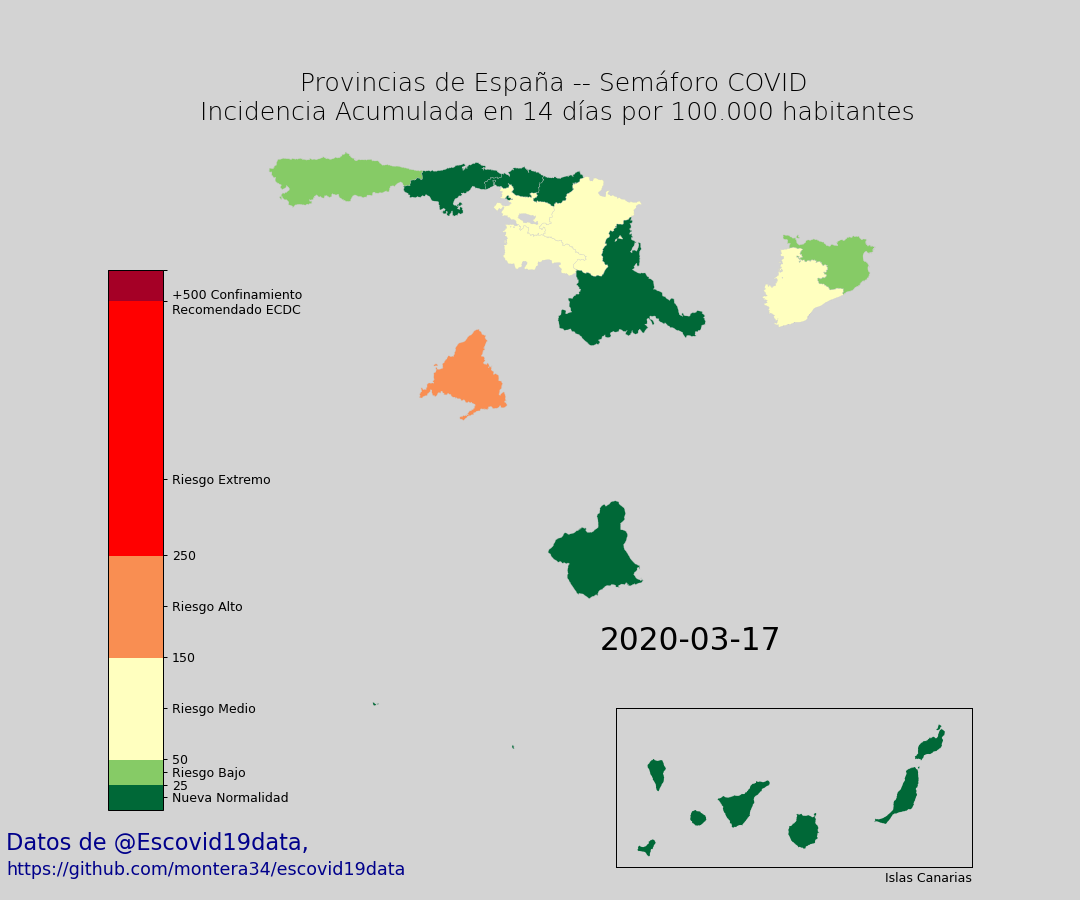 Provincias de España -- Semáforo COVID
Incidencia Acumulada en 14 días por 100.000 habitantes
+500 Confinamiento
Recomendado ECDC
Riesgo Extremo
250
Riesgo Alto
150
Riesgo Medio
50
Riesgo Bajo
25
Nueva Normalidad
2020-03-17
Islas Canarias
Datos de @Escovid19data,
https://github.com/montera34/escovid19data